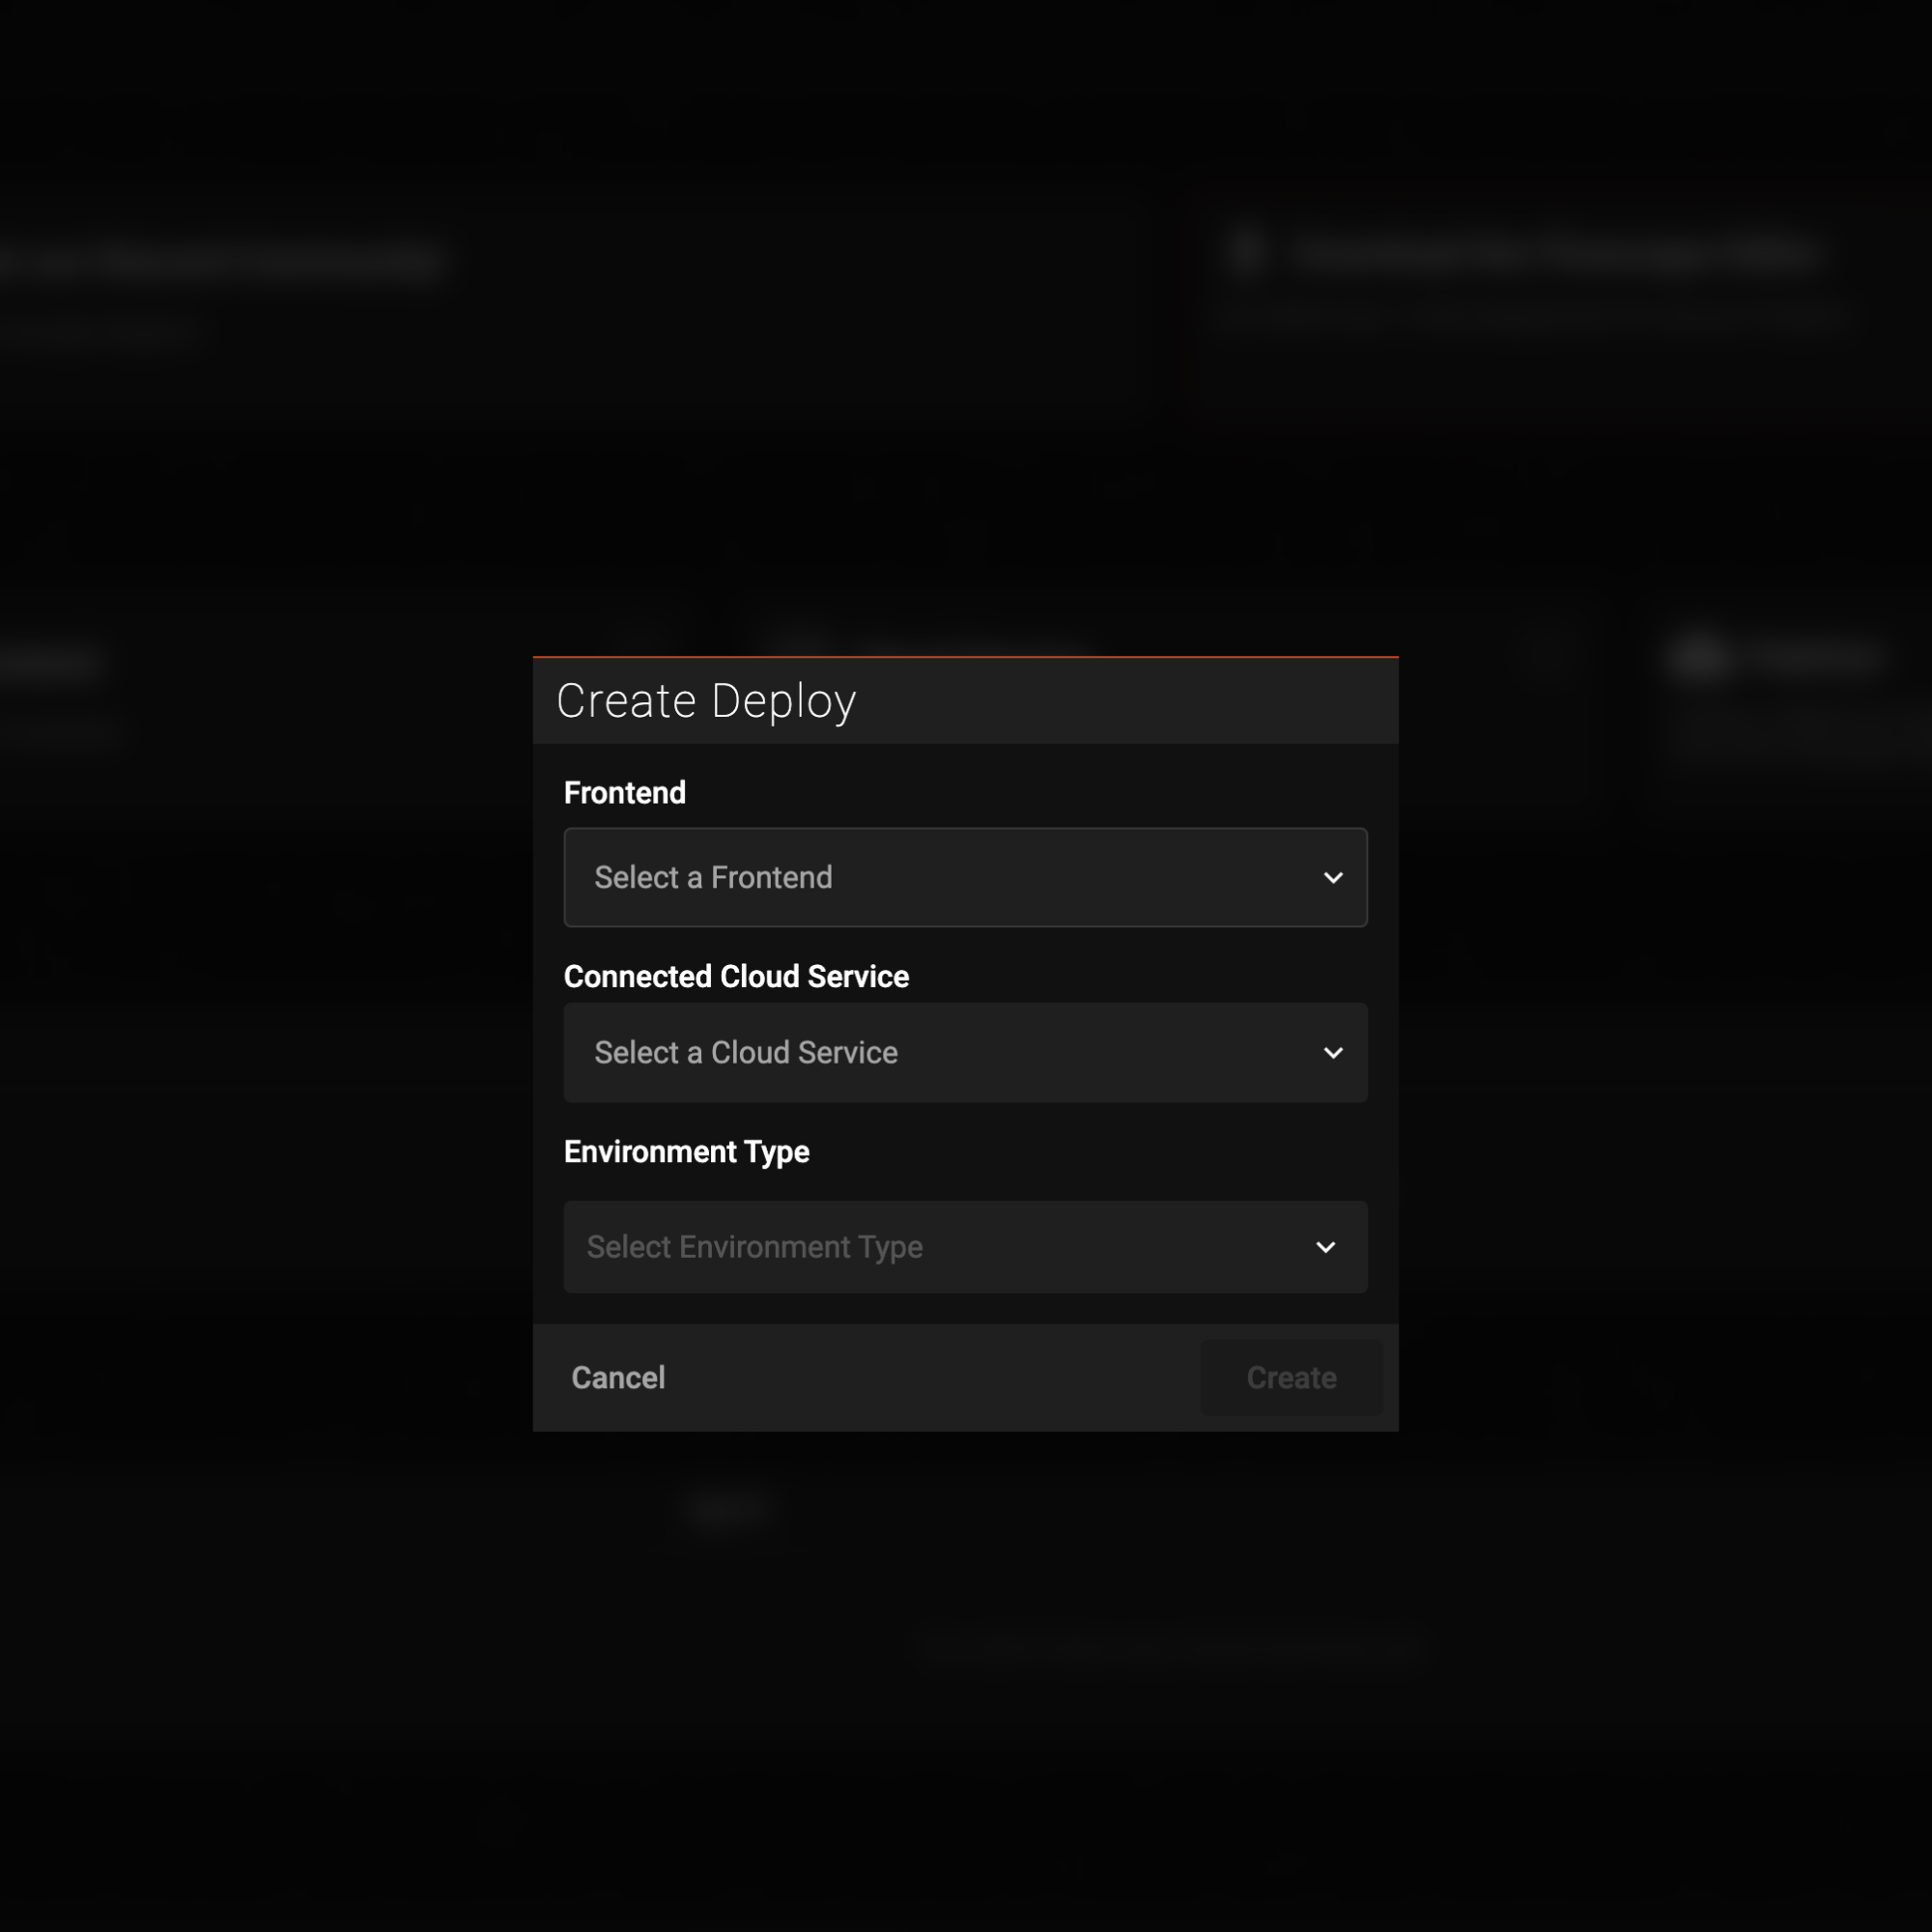 Create Deploy
Frontend
Select a Frontend
Connected Cloud Service
Select a Cloud Service
Environment Type
Select Environment Type
Cancel
Create